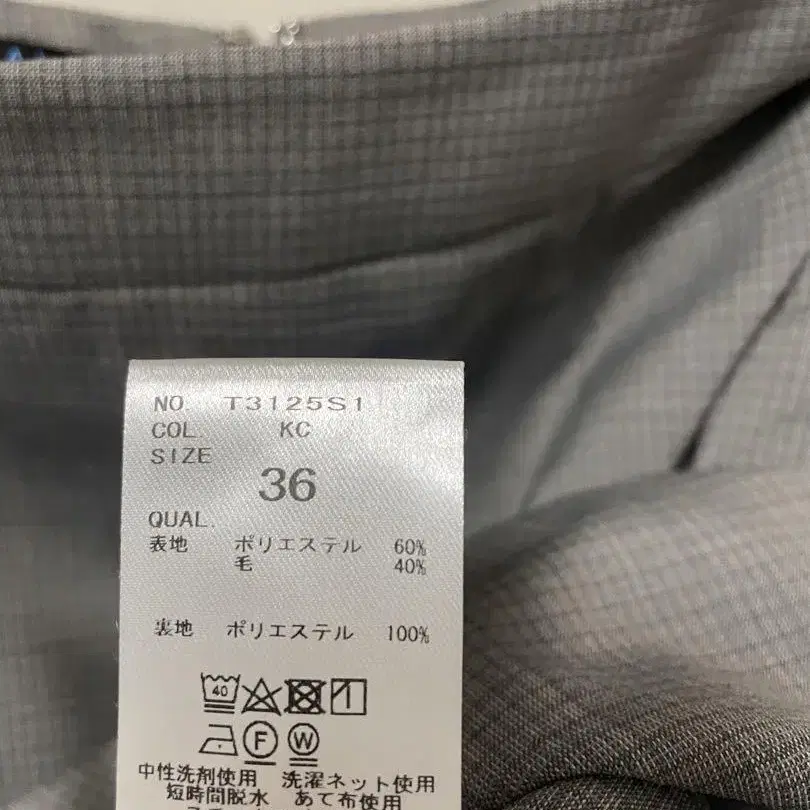 NO. T3125S1
COL. KC
SIZE
36
QUAL.
表地 ポリエステル 60%
毛 40%
裏地 ポリエステル 100%
40
F W
中性洗剤使用 洗濯ネット使用
短時間脱水 あて布使用